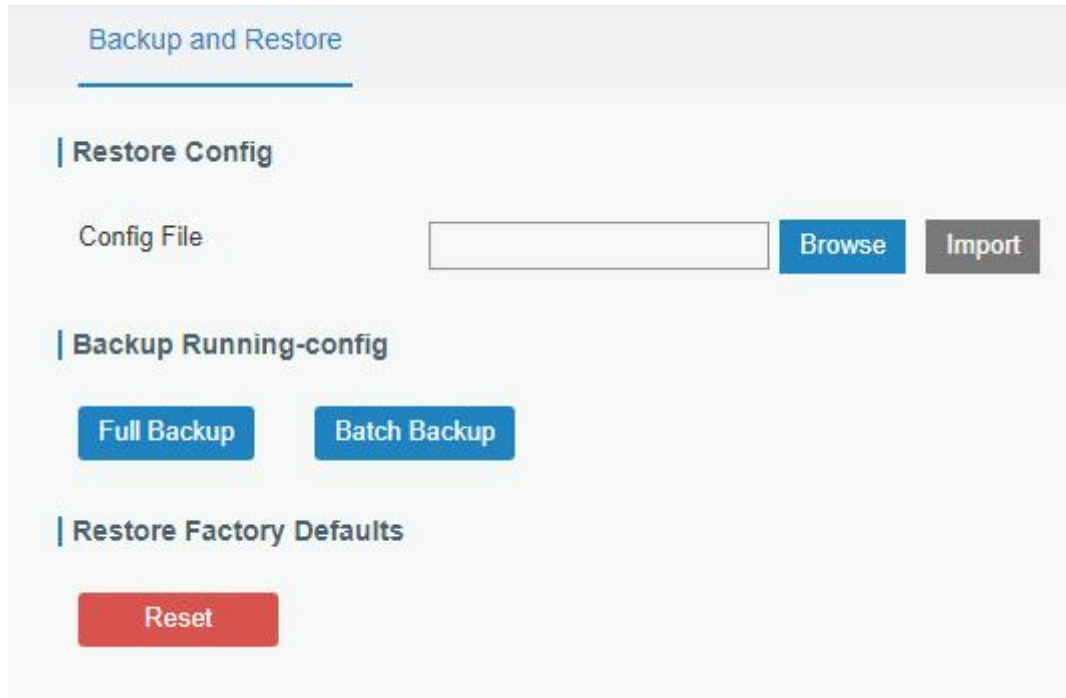 Backup and Restore
Restore Config
Config File Browse Import
Backup Running-config
Full Backup Batch Backup
Restore Factory Defaults
Reset